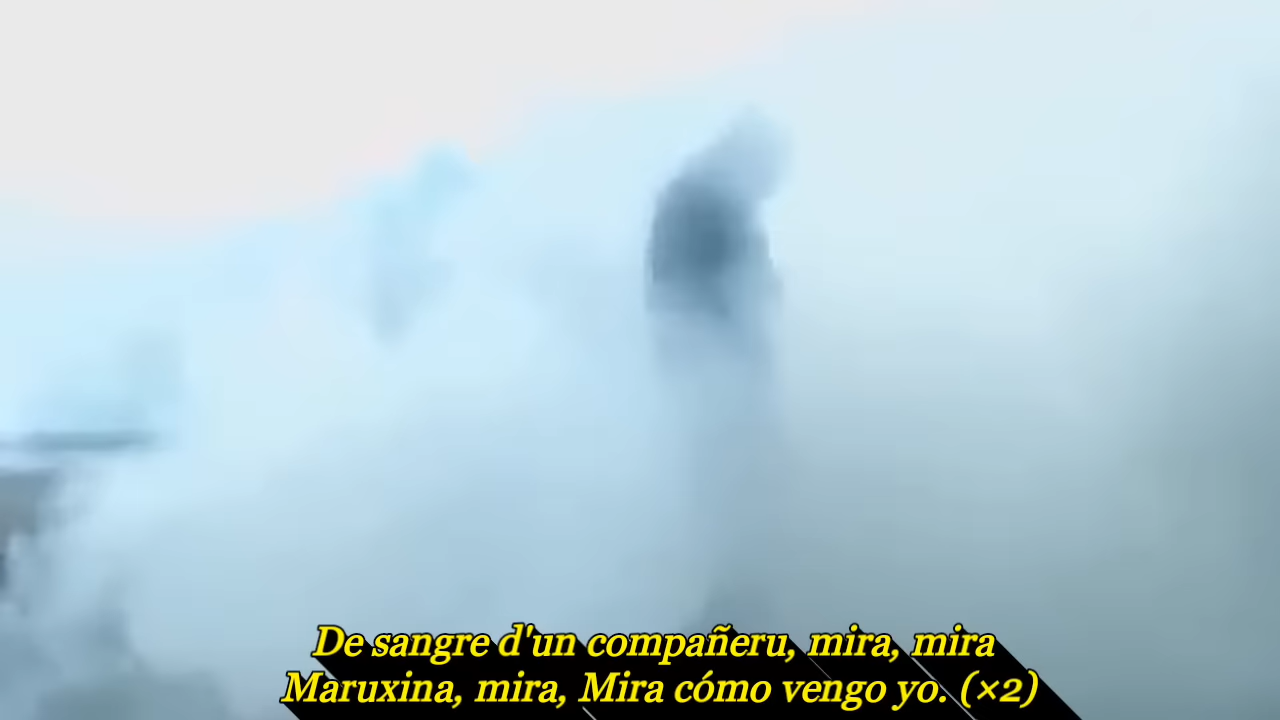 De sangre d'un compañeru, mira, mira
Maruxina, mira, Mira cómo vengo yo. (×2)